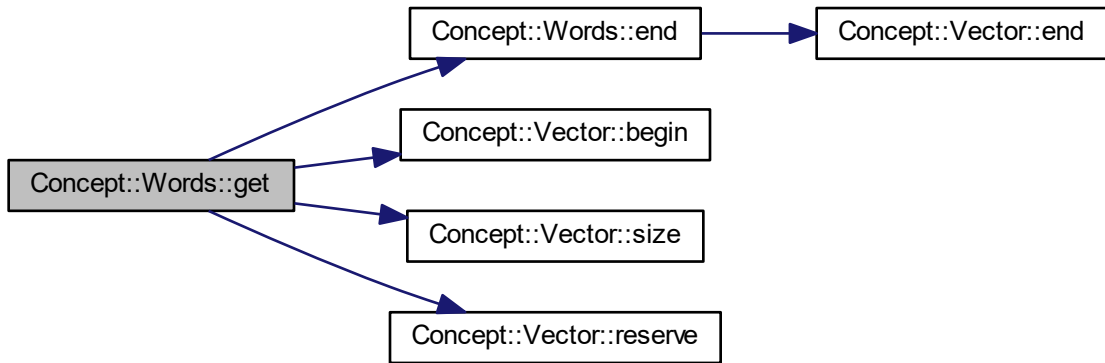 Concept::Words::end
Concept::Vector::end
Concept::Vector::begin
Concept::Words::get
Concept::Vector::size
Concept::Vector::reserve